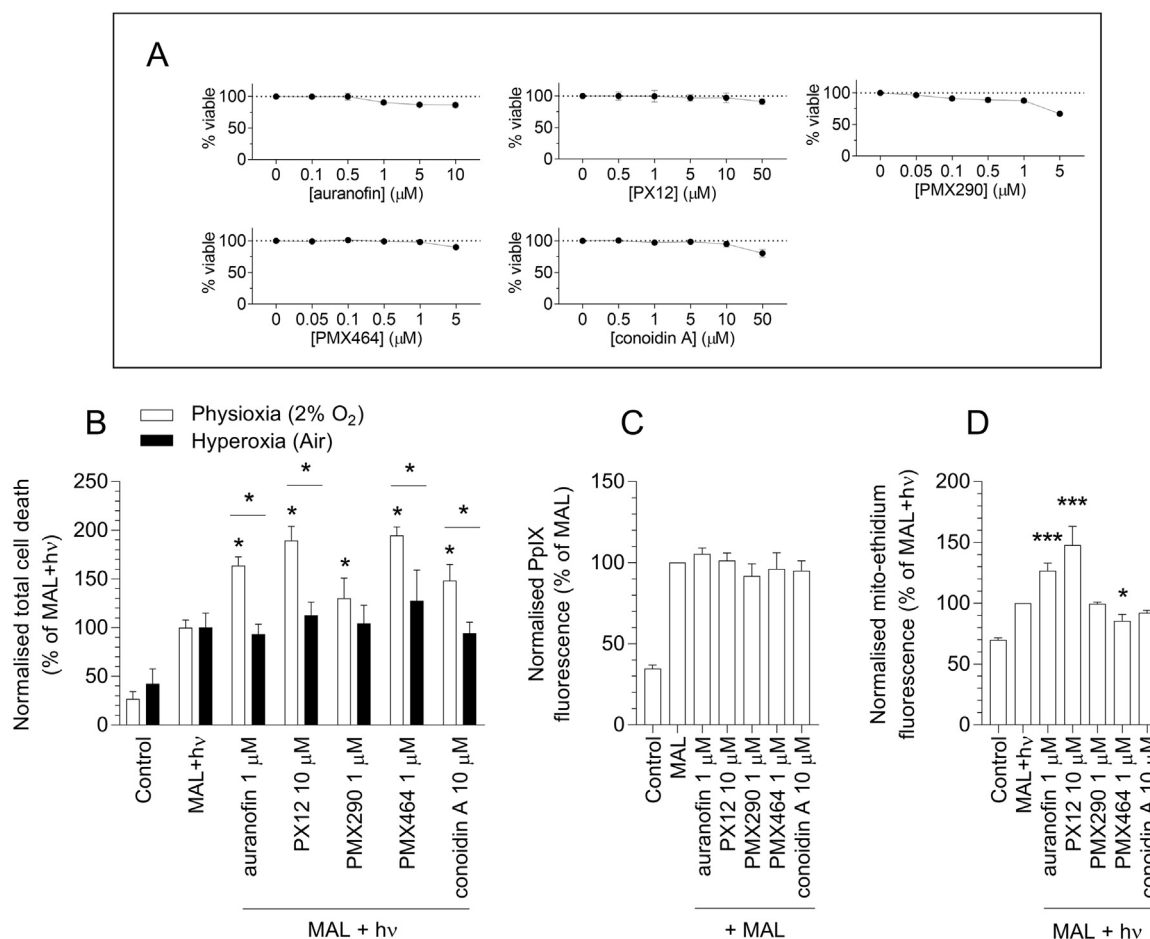 A
% viable
100
50
0
0 0.1 0.5 1 5 10
[auranofin] (μM)
% viable
100
50
0
0 0.5 1 5 10 50
[PX12] (μM)
% viable
100
50
0
0 0.05 0.1 0.5 1 5
[PMX290] (μM)
% viable
100
50
0
0 0.05 0.1 0.5 1 5
[PMX464] (μM)
% viable
100
50
0
0 0.5 1 5 10 50
[conoidin A] (μM)
B
Physioxia (2% O₂)
Hyperoxia (Air)
Normalised total cell death
(% of MAL+hν)
250
200
150
100
50
0
* * * *
* * * * *
Control
MAL+hν
auranofin 1 μM
PX12 10 μM
PMX290 1 μM
PMX464 1 μM
conoidin A 10 μM
MAL + hν
C
Normalised PpIX
fluorescence (% of MAL)
150
100
50
0
Control
MAL
auranofin 1 μM
PX12 10 μM
PMX290 1 μM
PMX464 1 μM
conoidin A 10 μM
+ MAL
D
Normalised mito-ethidium
fluorescence (% of MAL+hν)
200
150
100
50
0
***
***
*
Control
MAL+hν
auranofin 1 μM
PX12 10 μM
PMX290 1 μM
PMX464 1 μM
conoidin A 10 μM
MAL + hν